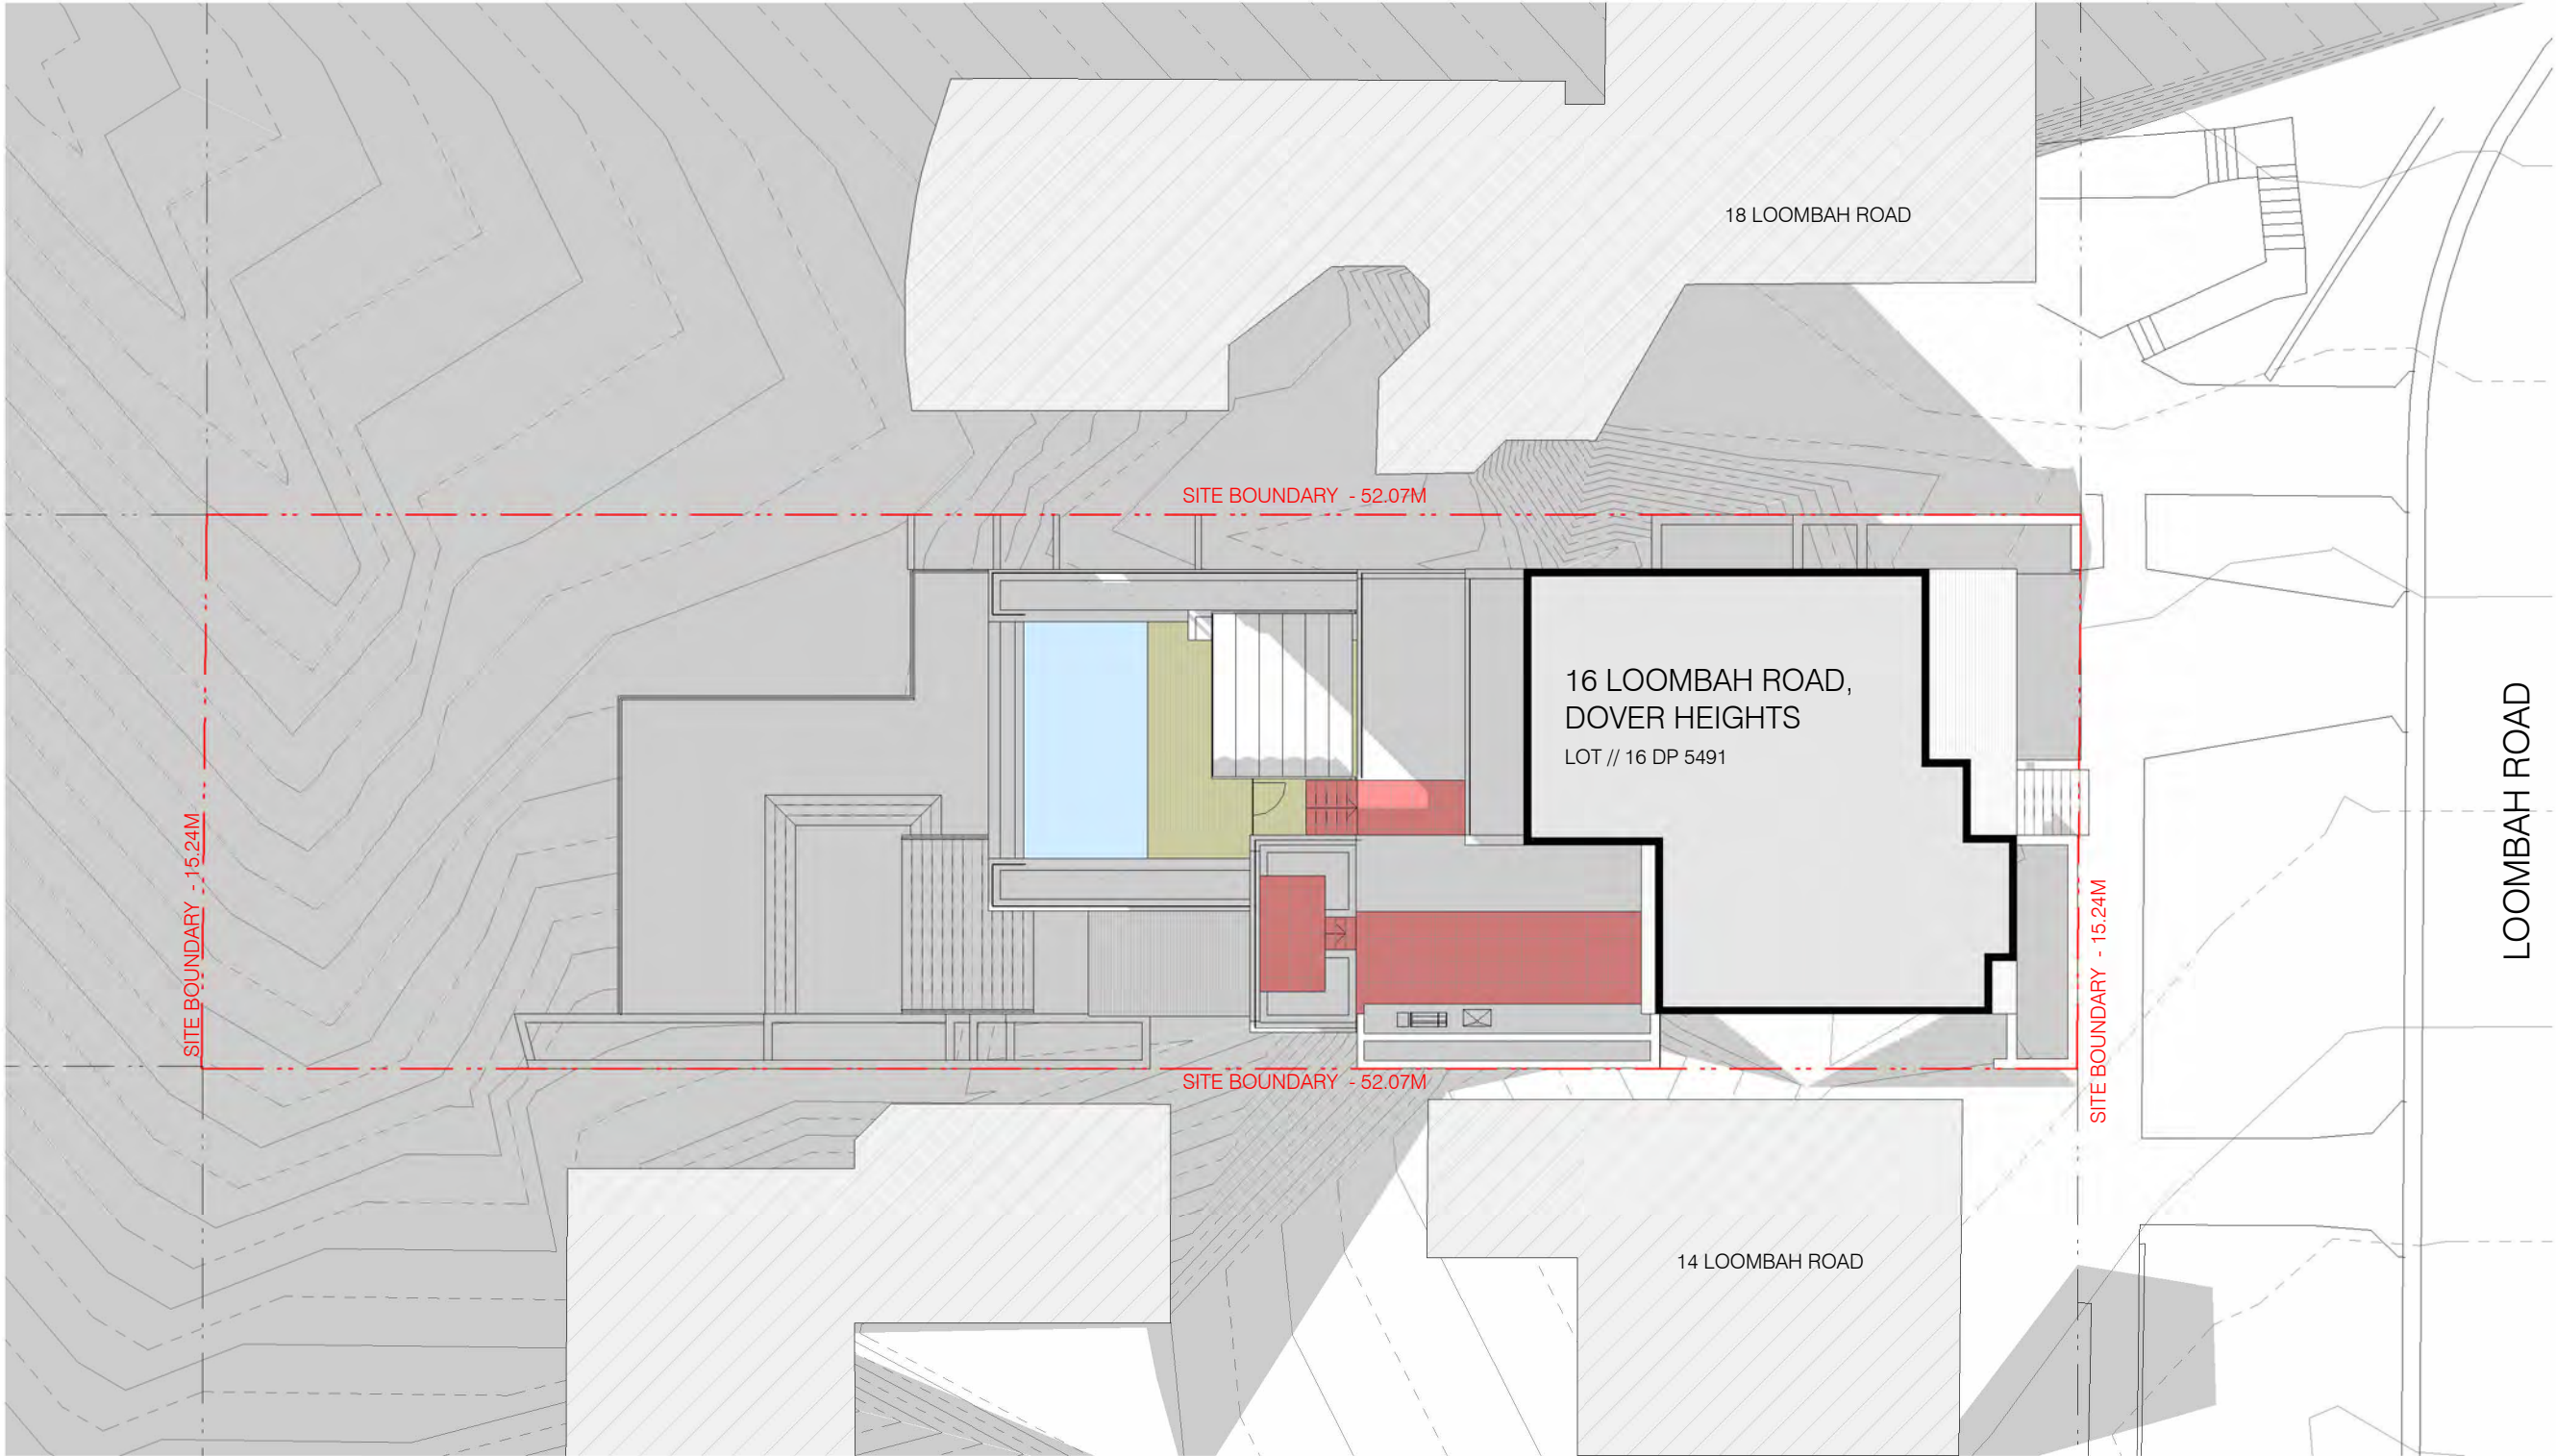 18 LOOMBAH ROAD
SITE BOUNDARY - 52.07M
16 LOOMBAH ROAD,
DOVER HEIGHTS
LOT // 16 DP 5491
LOOMBAH ROAD
SITE BOUNDARY - 15.24M
SITE BOUNDARY - 15.24M
SITE BOUNDARY - 52.07M
14 LOOMBAH ROAD